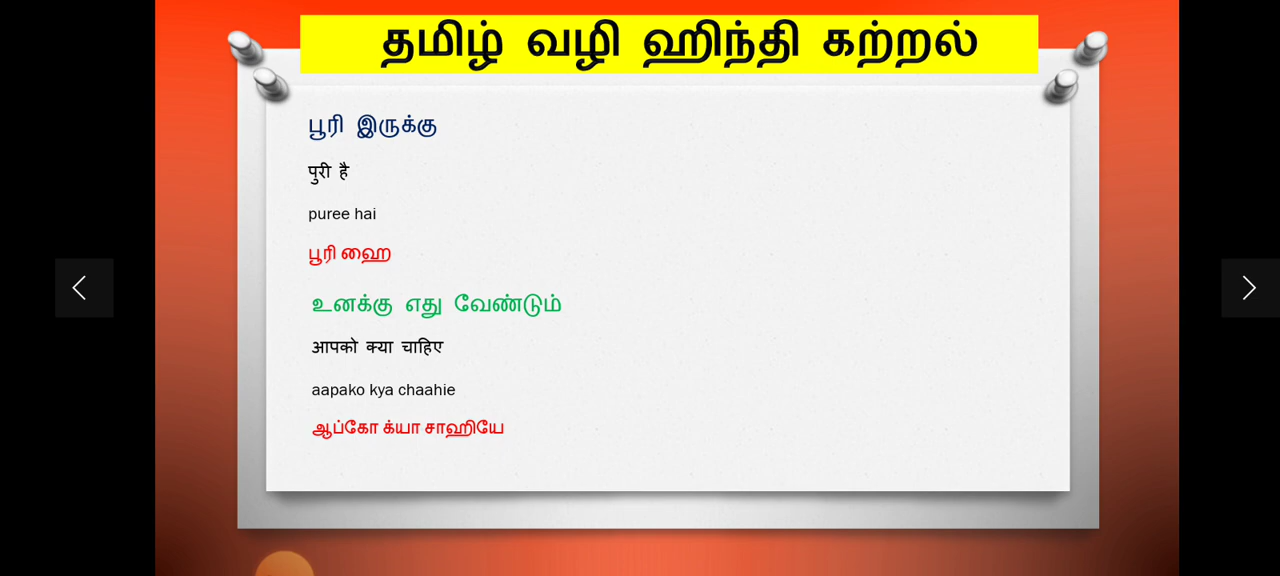 தமிழ் வழி ஹிந்தி கற்றல்
பூரி இருக்கு
पुरी है
puree hai
பூரி ஹை
உனக்கு எது வேண்டும்
आपको क्या चाहिए
aapako kya chaahie
ஆப்கோ க்யா சாஹியே